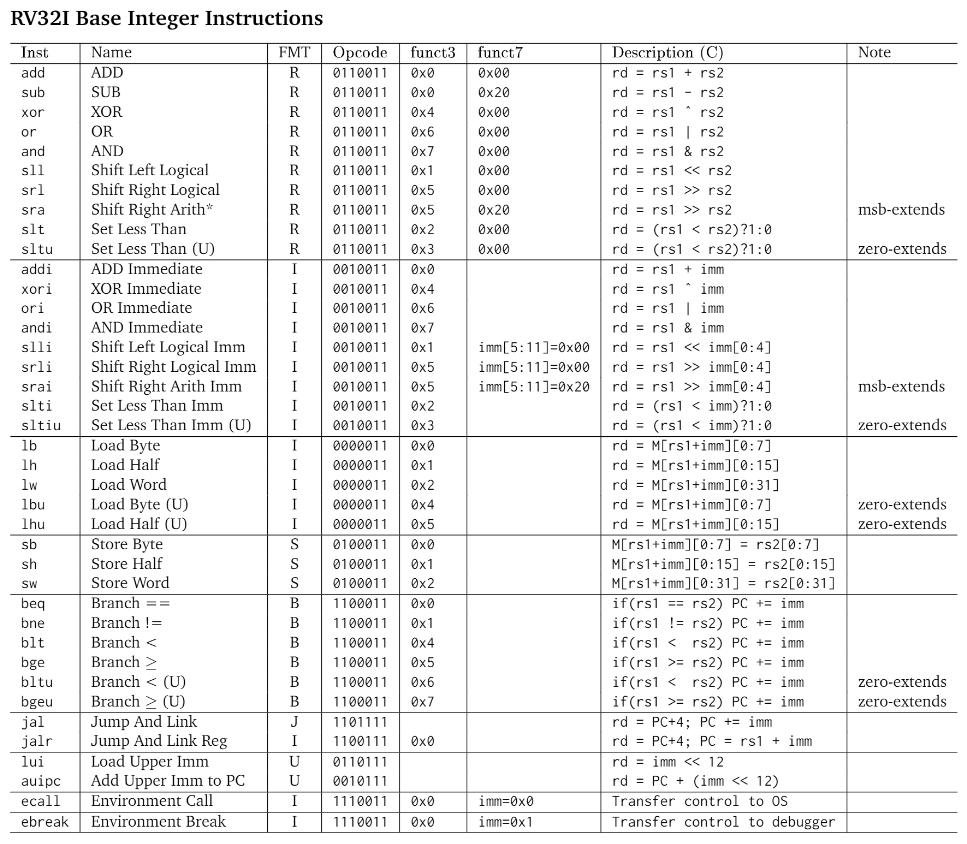 RV32I Base Integer Instructions
Inst Name FMT Opcode funct3 funct7 Description (C) Note
add ADD R 0110011 0x0 0x00 rd = rs1 + rs2
sub SUB R 0110011 0x0 0x20 rd = rs1 - rs2
xor XOR R 0110011 0x4 0x00 rd = rs1 ^ rs2
or OR R 0110011 0x6 0x00 rd = rs1 | rs2
and AND R 0110011 0x7 0x00 rd = rs1 & rs2
sll Shift Left Logical R 0110011 0x1 0x00 rd = rs1 << rs2
srl Shift Right Logical R 0110011 0x5 0x00 rd = rs1 >> rs2
sra Shift Right Arith* R 0110011 0x5 0x20 rd = rs1 >> rs2 msb-extends
slt Set Less Than R 0110011 0x2 0x00 rd = (rs1 < rs2)?1:0
sltu Set Less Than (U) R 0110011 0x3 0x00 rd = (rs1 < rs2)?1:0 zero-extends
addi ADD Immediate I 0010011 0x0 rd = rs1 + imm
xori XOR Immediate I 0010011 0x4 rd = rs1 ^ imm
ori OR Immediate I 0010011 0x6 rd = rs1 | imm
andi AND Immediate I 0010011 0x7 rd = rs1 & imm
slli Shift Left Logical Imm I 0010011 0x1 imm[5:11]=0x00 rd = rs1 << imm[0:4]
srli Shift Right Logical Imm I 0010011 0x5 imm[5:11]=0x00 rd = rs1 >> imm[0:4]
srai Shift Right Arith Imm I 0010011 0x5 imm[5:11]=0x20 rd = rs1 >> imm[0:4] msb-extends
slti Set Less Than Imm I 0010011 0x2 rd = (rs1 < imm)?1:0
sltiu Set Less Than Imm (U) I 0010011 0x3 rd = (rs1 < imm)?1:0 zero-extends
lb Load Byte I 0000011 0x0 rd = M[rs1+imm][0:7]
lh Load Half I 0000011 0x1 rd = M[rs1+imm][0:15]
lw Load Word I 0000011 0x2 rd = M[rs1+imm][0:31]
lbu Load Byte (U) I 0000011 0x4 rd = M[rs1+imm][0:7] zero-extends
lhu Load Half (U) I 0000011 0x5 rd = M[rs1+imm][0:15] zero-extends
sb Store Byte S 0100011 0x0 M[rs1+imm][0:7] = rs2[0:7]
sh Store Half S 0100011 0x1 M[rs1+imm][0:15] = rs2[0:15]
sw Store Word S 0100011 0x2 M[rs1+imm][0:31] = rs2[0:31]
beq Branch == B 1100011 0x0 if(rs1 == rs2) PC += imm
bne Branch != B 1100011 0x1 if(rs1 != rs2) PC += imm
blt Branch < B 1100011 0x4 if(rs1 < rs2) PC += imm
bge Branch ≥ B 1100011 0x5 if(rs1 >= rs2) PC += imm
bltu Branch < (U) B 1100011 0x6 if(rs1 < rs2) PC += imm zero-extends
bgeu Branch ≥ (U) B 1100011 0x7 if(rs1 >= rs2) PC += imm zero-extends
jal Jump And Link J 1101111 rd = PC+4; PC += imm
jalr Jump And Link Reg I 1100111 0x0 rd = PC+4; PC = rs1 + imm
lui Load Upper Imm U 0110111 rd = imm << 12
auipc Add Upper Imm to PC U 0010111 rd = PC + (imm << 12)
ecall Environment Call I 1110011 0x0 imm=0x0 Transfer control to OS
ebreak Environment Break I 1110011 0x0 imm=0x1 Transfer control to debugger